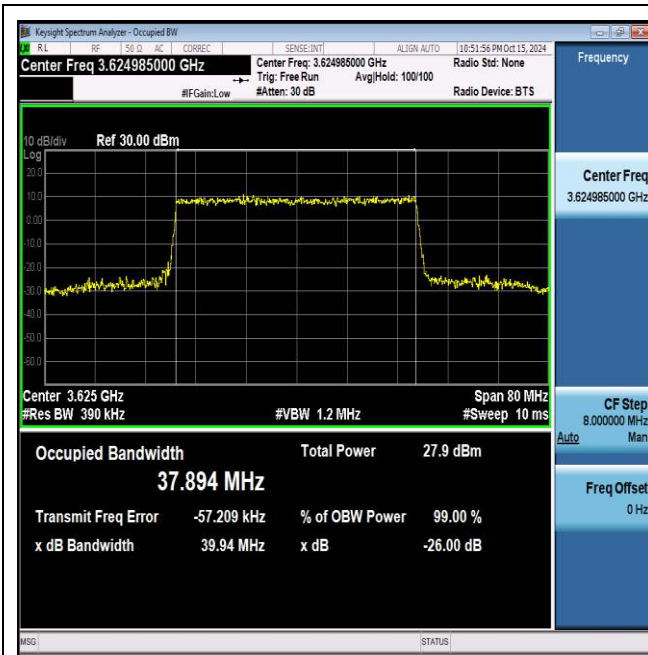 Keysight Spectrum Analyzer - Occupied BW
RL RF 50 Ω AC CORREC SENSE:INT ALIGN AUTO 10:51:56 PM Oct 15, 2024
Center Freq 3.624985000 GHz
Center Freq: 3.624985000 GHz
Radio Std: None
Trig: Free Run Avg|Hold: 100/100
#IFGain:Low #Atten: 30 dB Radio Device: BTS
10 dB/div Ref 30.00 dBm
Log
20.0
10.0
0.00
-10.0
-20.0
-30.0
-40.0
-50.0
-60.0
Center 3.625 GHz Span 80 MHz
#Res BW 390 kHz #VBW 1.2 MHz #Sweep 10 ms
Occupied Bandwidth Total Power 27.9 dBm
37.894 MHz
Transmit Freq Error -57.209 kHz % of OBW Power 99.00 %
x dB Bandwidth 39.94 MHz x dB -26.00 dB
MSG STATUS
Frequency
Center Freq
3.624985000 GHz
CF Step
8.000000 MHz
Auto Man
Freq Offset
0 Hz